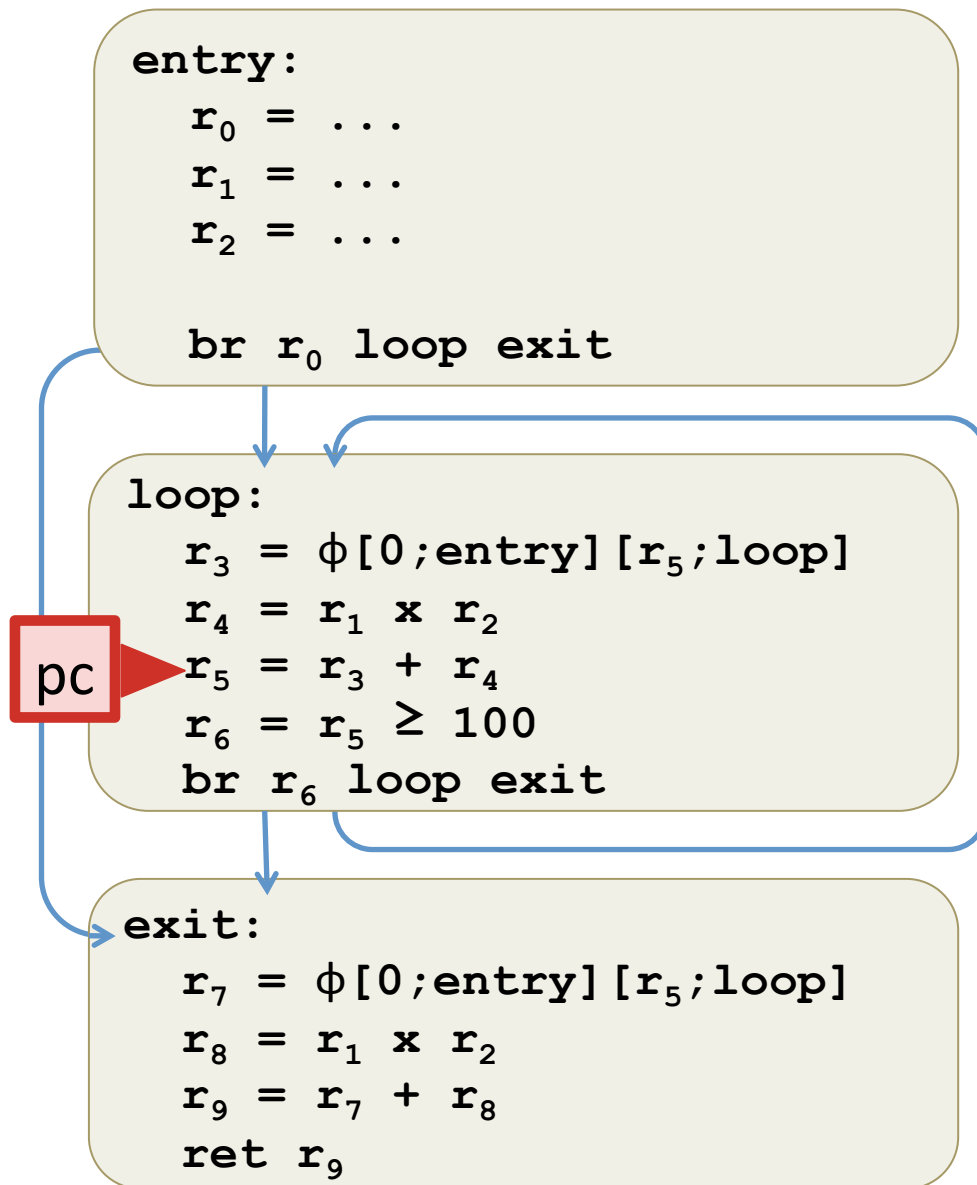 entry:
r₀ = ...
r₁ = ...
r₂ = ...
br r₀ loop exit
loop:
r₃ = ϕ[0;entry][r₅;loop]
r₄ = r₁ x r₂
pc
r₅ = r₃ + r₄
r₆ = r₅ ≥ 100
br r₆ loop exit
exit:
r₇ = ϕ[0;entry][r₅;loop]
r₈ = r₁ x r₂
r₉ = r₇ + r₈
ret r₉